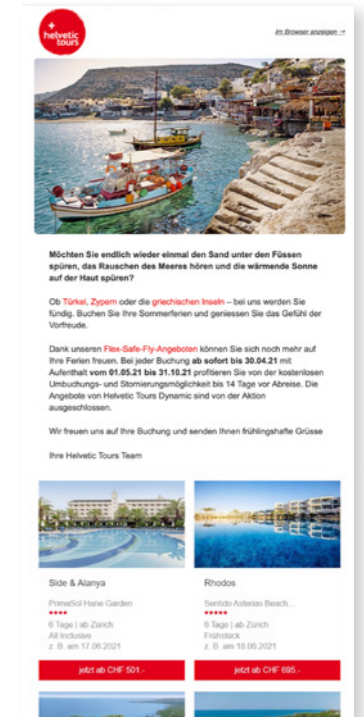 helvetic
tours
Im Browser anzeigen →
Möchten Sie endlich wieder einmal den Sand unter den Füssen
spüren, das Rauschen des Meeres hören und die wärmende Sonne
auf der Haut spüren?
Ob Türkei, Zypern oder die griechischen Inseln – bei uns werden Sie
fündig. Buchen Sie Ihre Sommerferien und geniessen Sie das Gefühl der
Vorfreude.
Dank unseren Flex-Safe-Fly-Angeboten können Sie sich noch mehr auf
Ihre Ferien freuen. Bei jeder Buchung ab sofort bis 30.04.21 mit
Aufenthalt vom 01.05.21 bis 31.10.21 profitieren Sie von der kostenlosen
Umbuchungs- und Stornierungsmöglichkeit bis 14 Tage vor Abreise. Die
Angebote von Helvetic Tours Dynamic sind von der Aktion
ausgeschlossen.
Wir freuen uns auf Ihre Buchung und senden Ihnen frühlingshafte Grüsse
Ihre Helvetic Tours Team
Side & Alanya
PrimaSol Hane Garden
6 Tage | ab Zürich
All Inclusive
z. B. am 17.06.2021
jetzt ab CHF 501.-
Rhodos
Sentido Asterias Beach...
6 Tage | ab Zürich
Frühstück
z. B. am 18.06.2021
jetzt ab CHF 695.-